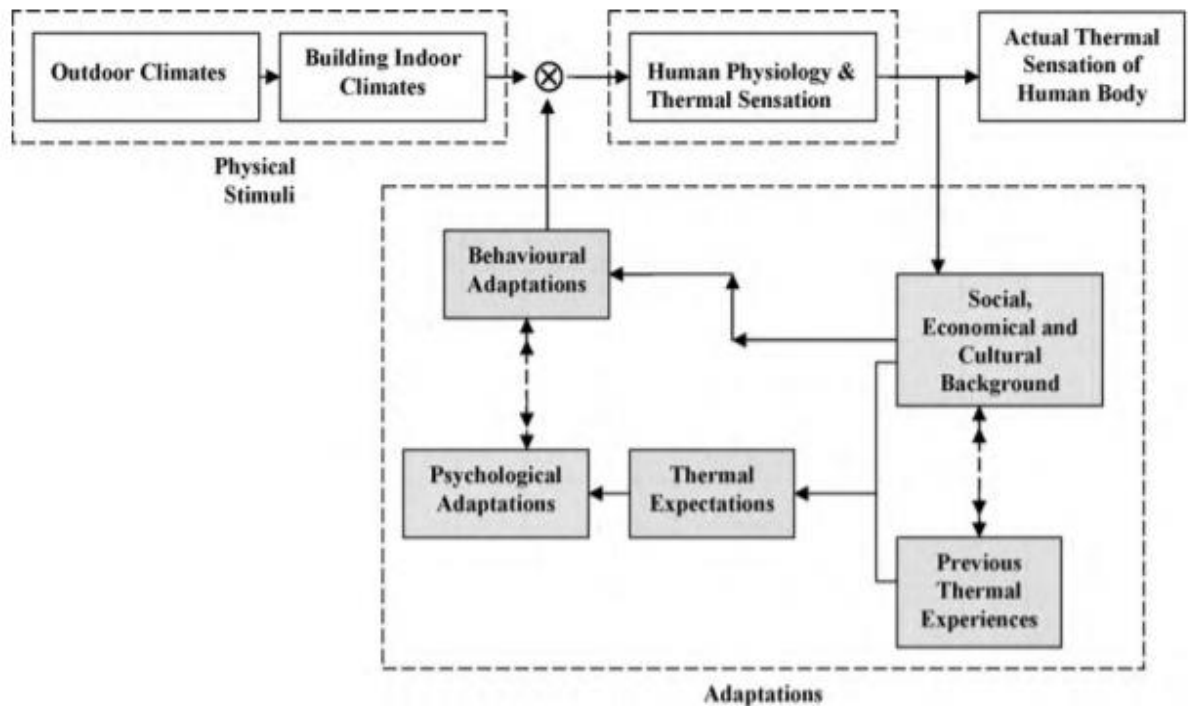 Outdoor Climates
Building Indoor
Climates
Human Physiology &
Thermal Sensation
Actual Thermal
Sensation of
Human Body
Physical
Stimuli
Behavioural
Adaptations
Social,
Economical and
Cultural
Background
Psychological
Adaptations
Thermal
Expectations
Previous
Thermal
Experiences
Adaptations